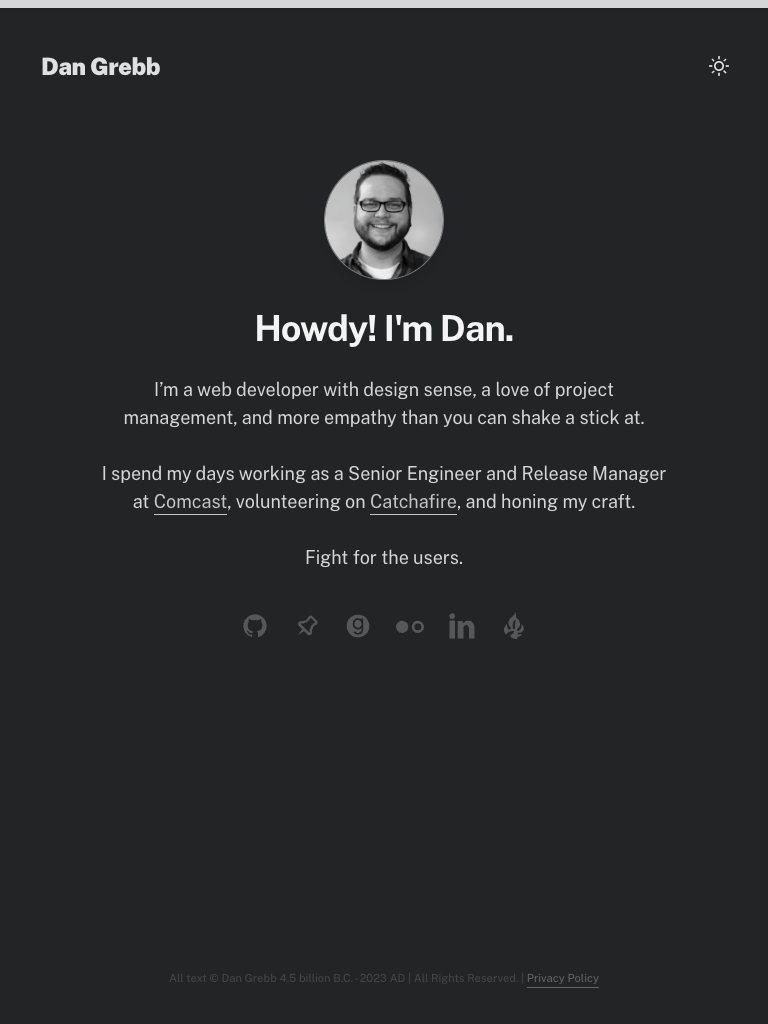 Dan Grebb
Howdy! I'm Dan.
I’m a web developer with design sense, a love of project
management, and more empathy than you can shake a stick at.
I spend my days working as a Senior Engineer and Release Manager
at Comcast, volunteering on Catchafire, and honing my craft.
Fight for the users.
All text © Dan Grebb 4.5 billion B.C. - 2023 AD | All Rights Reserved. | Privacy Policy